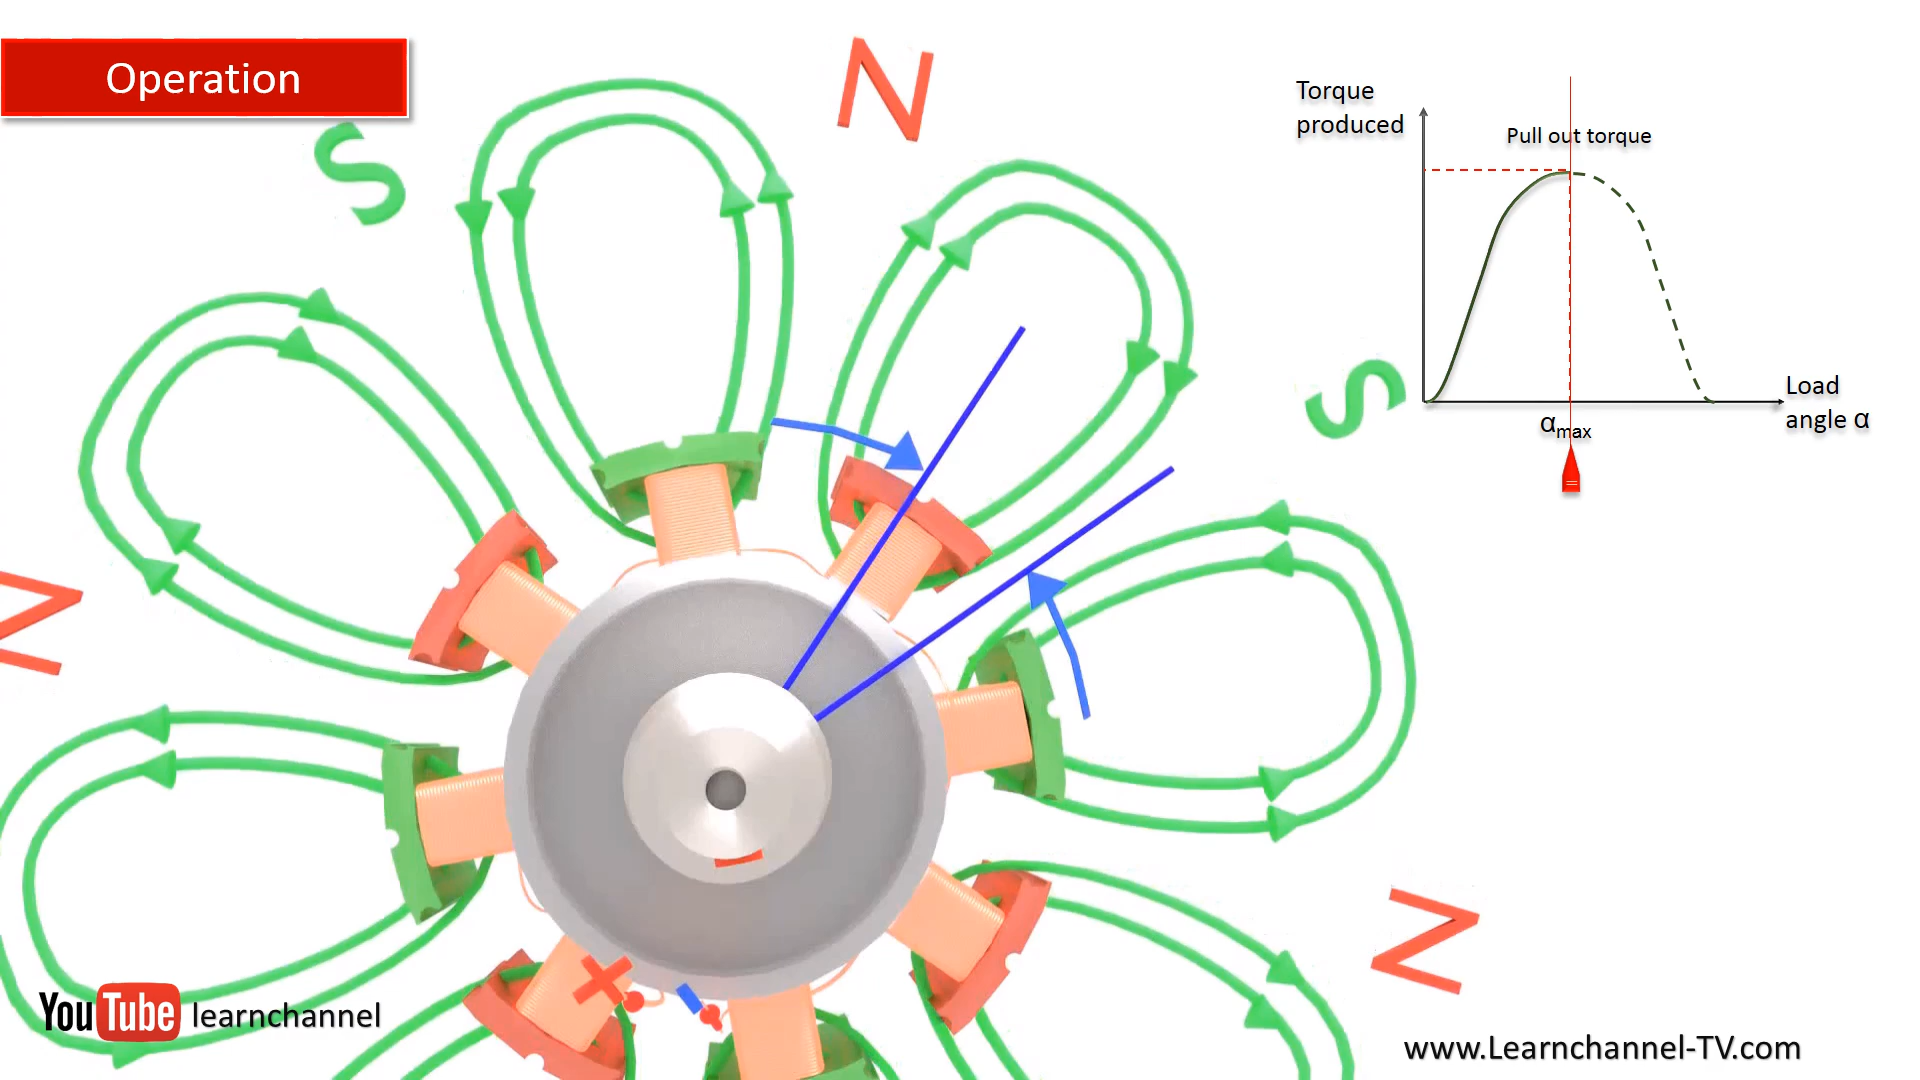 Operation
N
S
Torque
produced
Pull out torque
S
Load
angle α
αmax
N
N
YouTube learnchannel
www.Learnchannel-TV.com